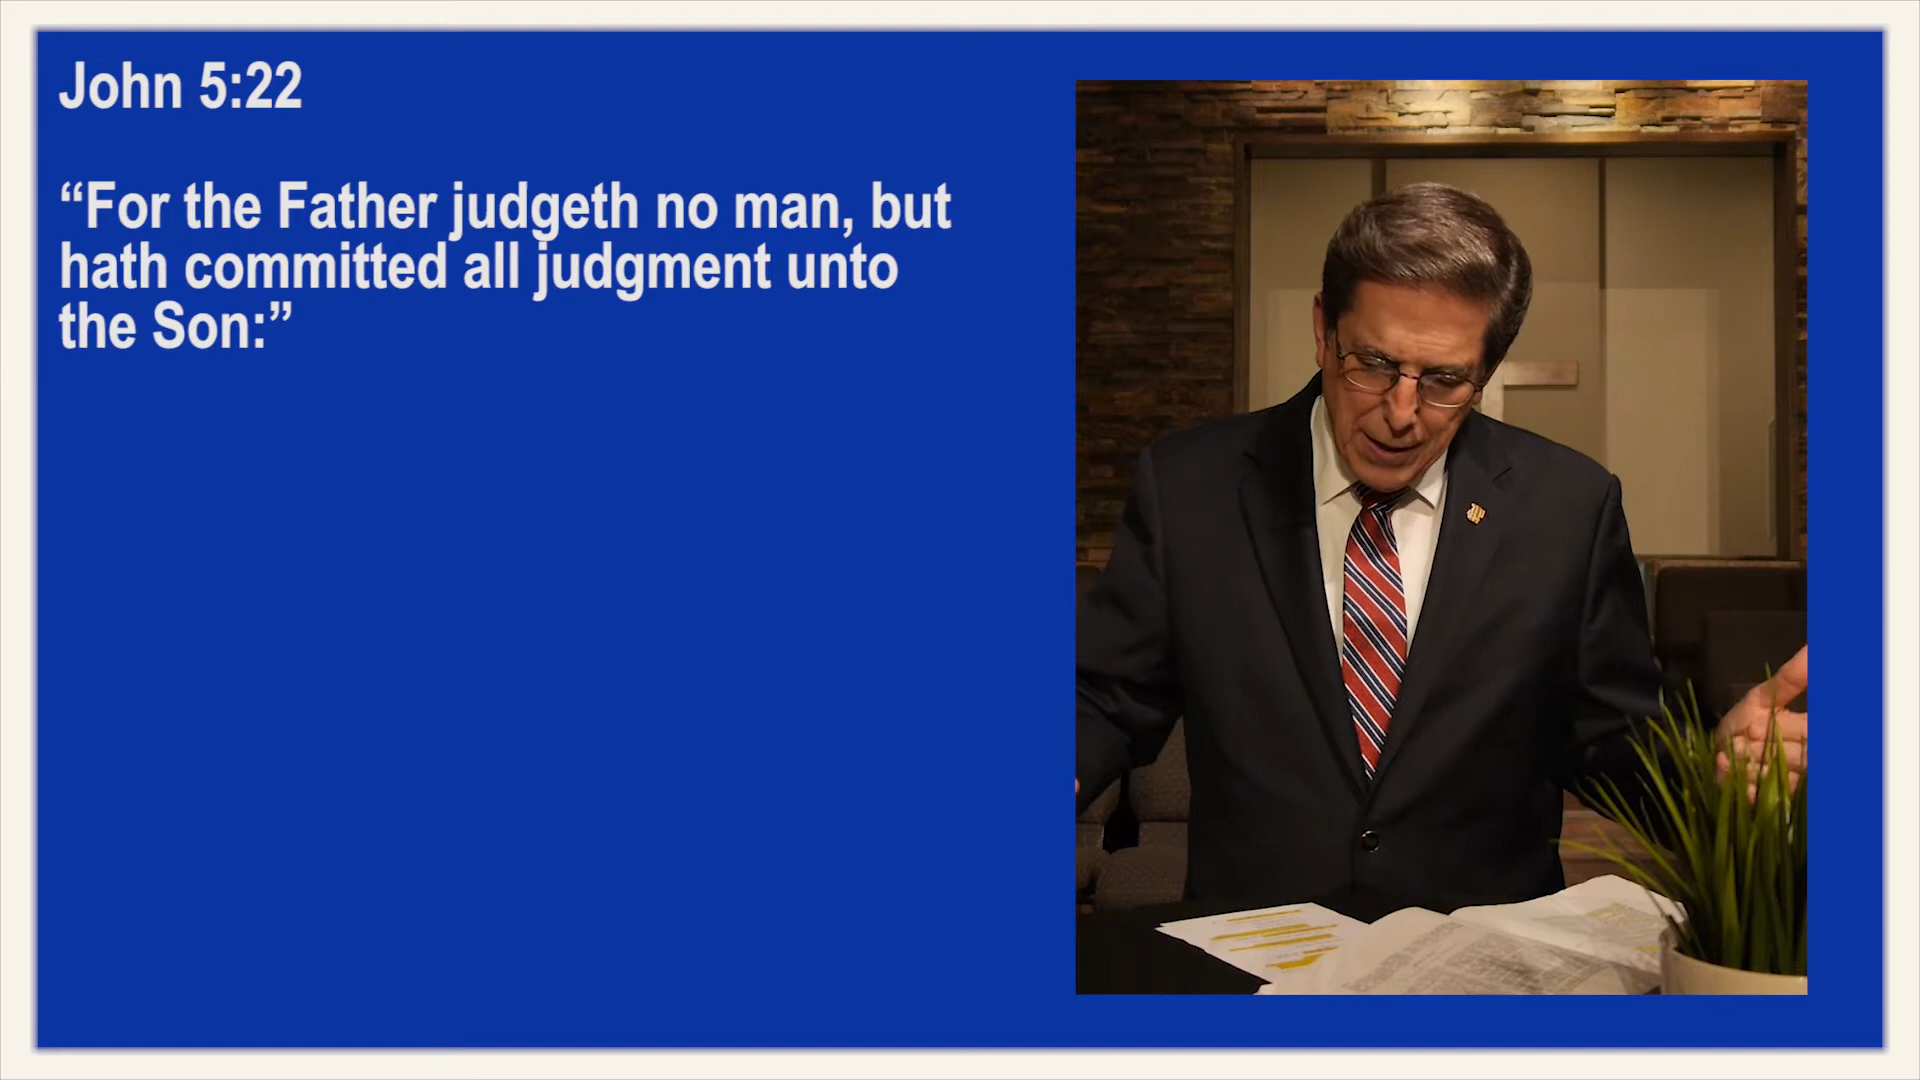 John 5:22
“For the Father judgeth no man, but
hath committed all judgment unto
the Son:”